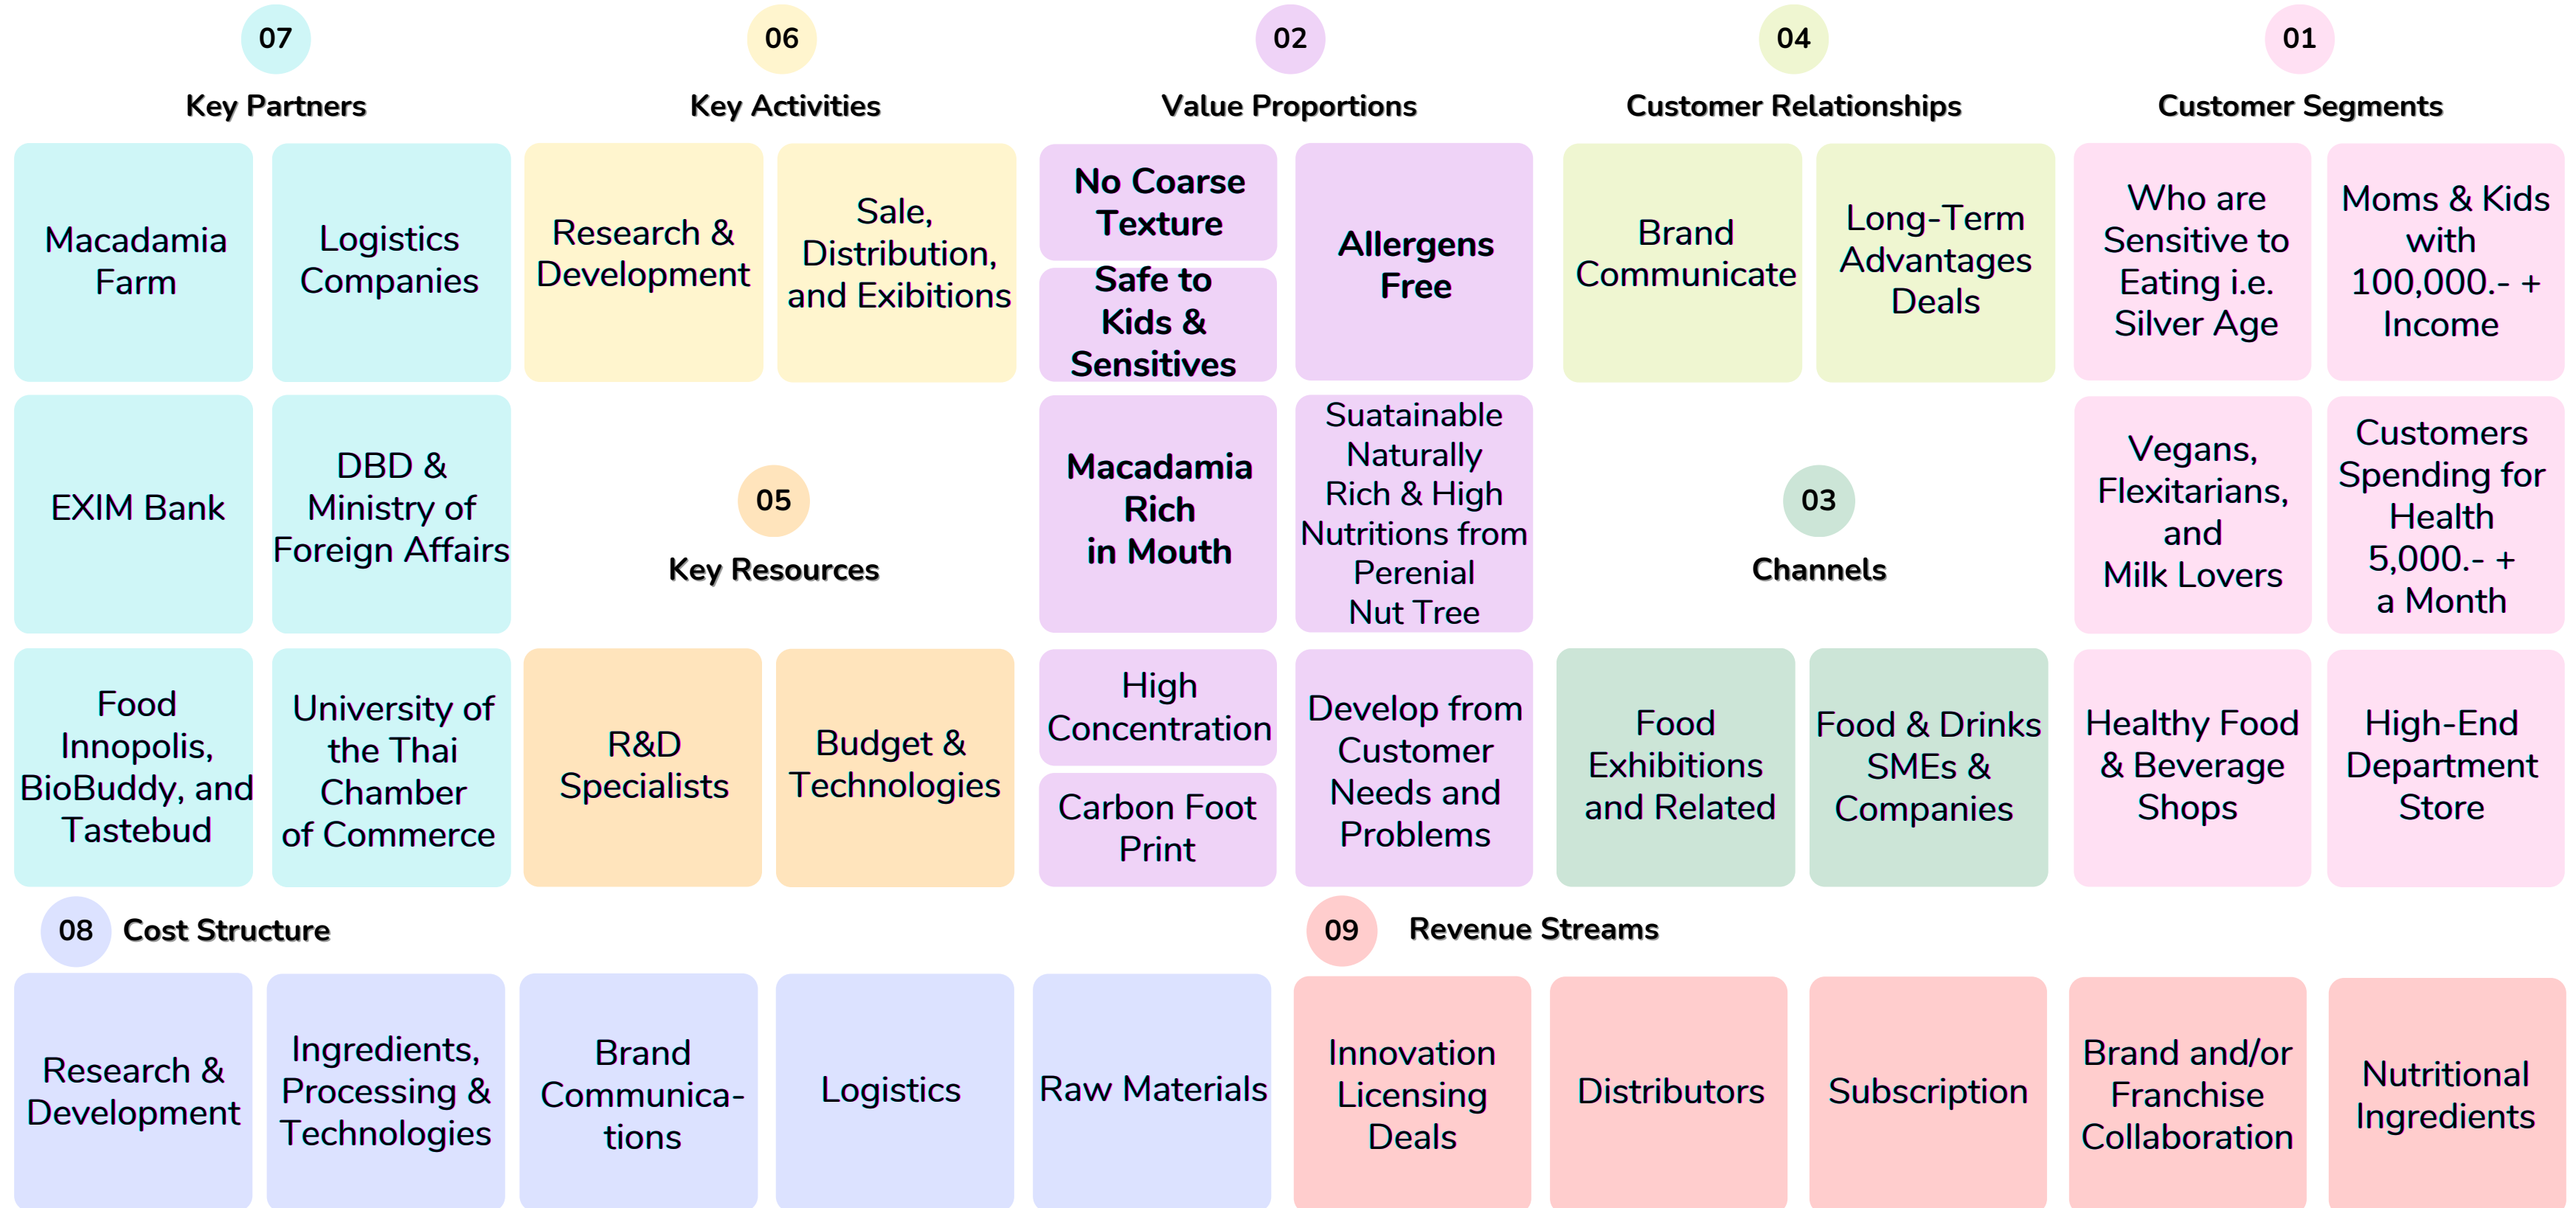 07
Key Partners
Macadamia
Farm
Logistics
Companies
EXIM Bank
DBD &
Ministry of
Foreign Affairs
Food
Innopolis,
BioBuddy, and
Tastebud
University of
the Thai
Chamber
of Commerce
06
Key Activities
Research &
Development
Sale,
Distribution,
and Exibitions
05
Key Resources
R&D
Specialists
Budget &
Technologies
02
Value Proportions
No Coarse
Texture
Safe to
Kids &
Sensitives
Allergens
Free
Macadamia
Rich
in Mouth
Suatainable
Naturally
Rich & High
Nutritions from
Perenial
Nut Tree
High
Concentration
Carbon Foot
Print
Develop from
Customer
Needs and
Problems
04
Customer Relationships
Brand
Communicate
Long-Term
Advantages
Deals
03
Channels
Food
Exhibitions
and Related
Food & Drinks
SMEs &
Companies
01
Customer Segments
Who are
Sensitive to
Eating i.e.
Silver Age
Moms & Kids
with
100,000.- +
Income
Vegans,
Flexitarians,
and
Milk Lovers
Customers
Spending for
Health
5,000.- +
a Month
Healthy Food
& Beverage
Shops
High-End
Department
Store
08
Cost Structure
Research &
Development
Ingredients,
Processing &
Technologies
Brand
Communica-
tions
Logistics
Raw Materials
09
Revenue Streams
Innovation
Licensing
Deals
Distributors
Subscription
Brand and/or
Franchise
Collaboration
Nutritional
Ingredients